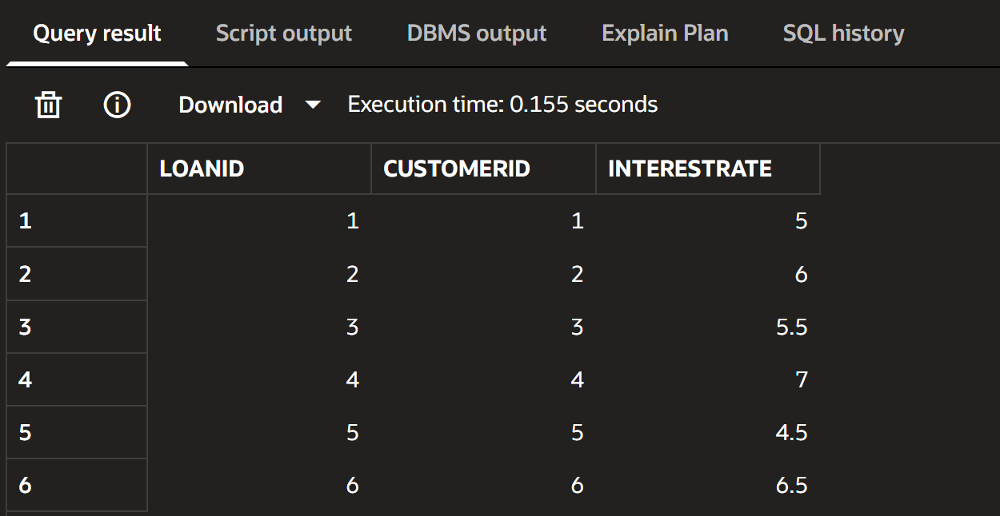 Query result Script output DBMS output Explain Plan SQL history
Download Execution time: 0.155 seconds
LOANID CUSTOMERID INTERESTRATE
1 1 1 5
2 2 2 6
3 3 3 5.5
4 4 4 7
5 5 5 4.5
6 6 6 6.5